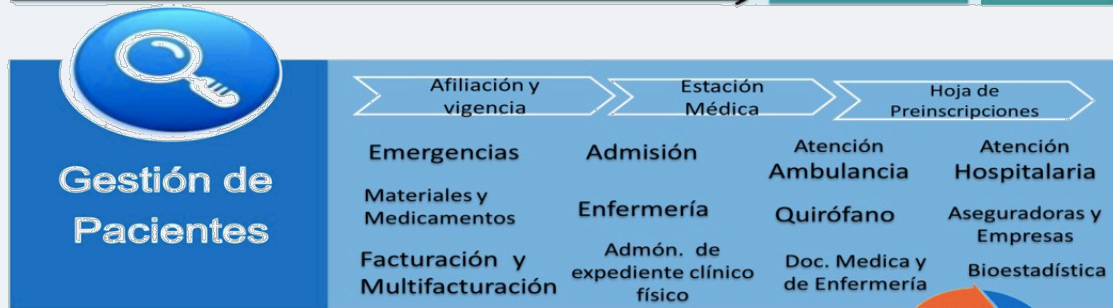 Gestión de
Pacientes
Afiliación y
vigencia
Estación
Médica
Hoja de
Preinscripciones
Emergencias
Admisión
Atención
Ambulancia
Atención
Hospitalaria
Materiales y
Medicamentos
Enfermería
Quirófano
Aseguradoras y
Empresas
Facturación y
Multifacturación
Admón. de
expediente clínico
físico
Doc. Medica y
de Enfermería
Bioestadística